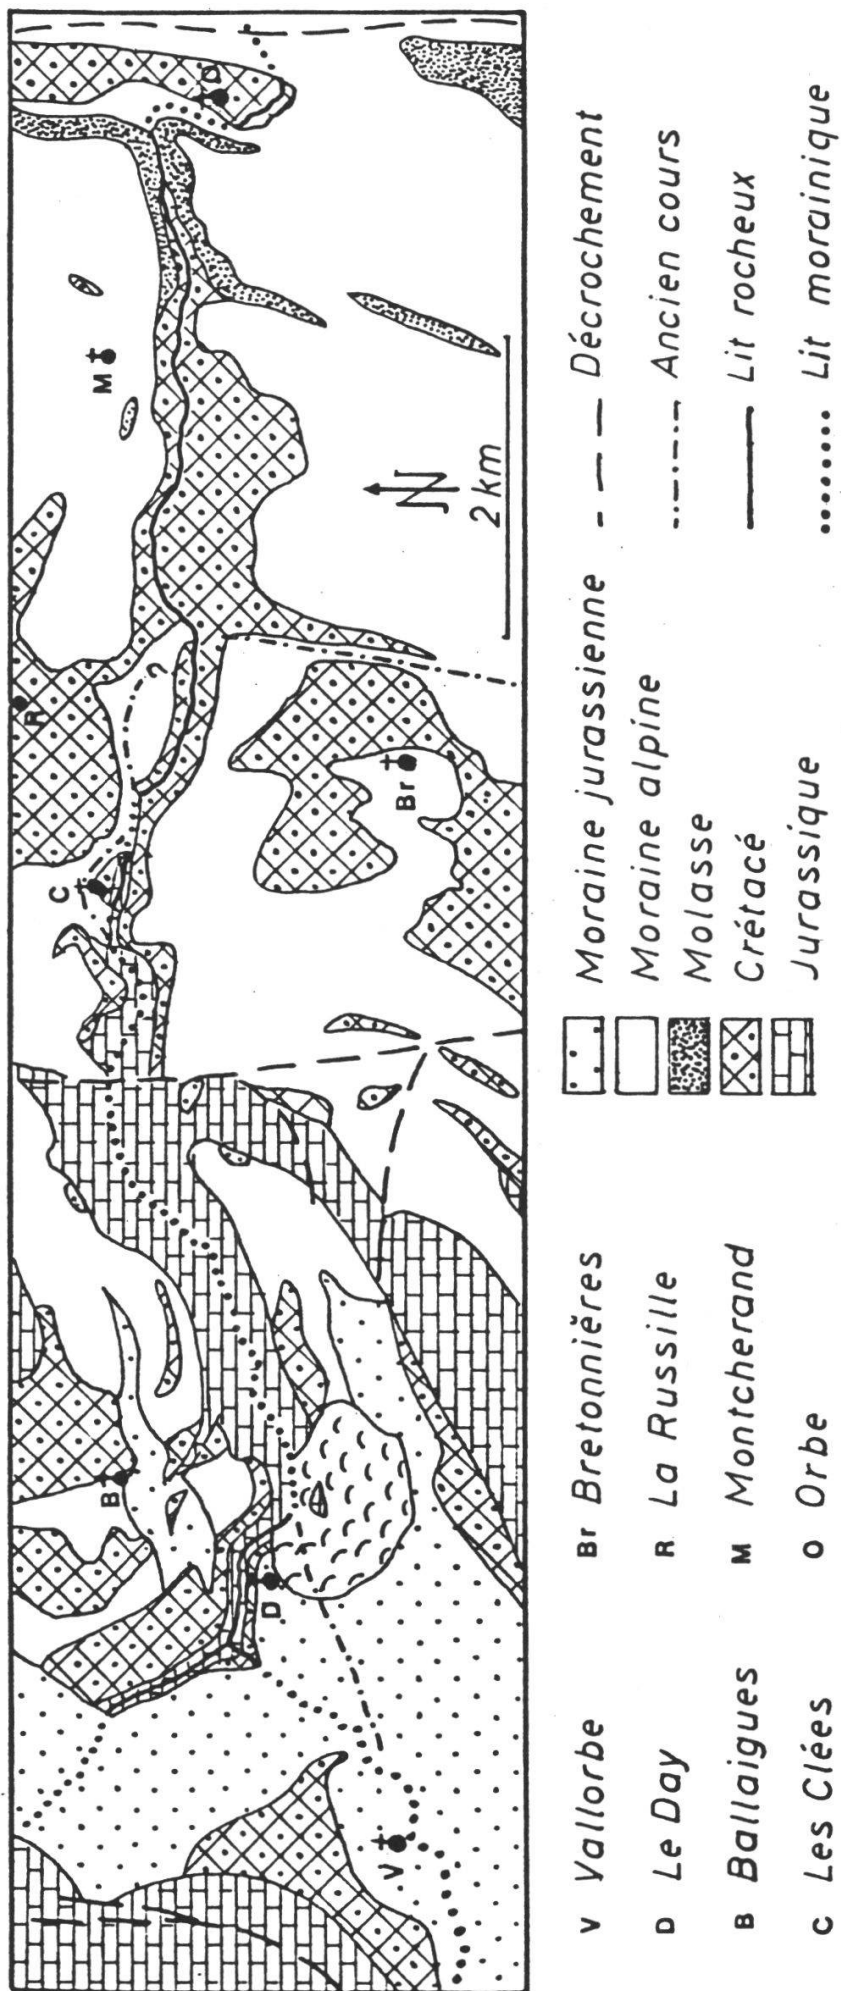 R
B
C
M
O
D
Br
V
?
N
2 km
V Vallorbe
D Le Day
B Ballaigues
C Les Clées
Br Bretonnières
R La Russille
M Montcherand
O Orbe
Moraine jurassienne
Moraine alpine
Molasse
Crétacé
Jurassique
Décrochement
Ancien cours
Lit rocheux
Lit morainique